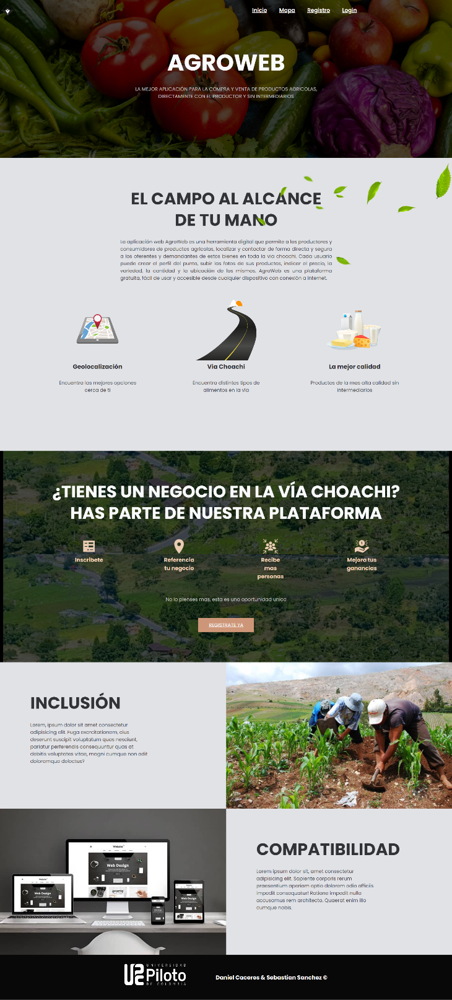 Inicio Mapa Registro Login
AGROWEB
LA MEJOR APLICACIÓN PARA LA COMPRA Y VENTA DE PRODUCTOS AGRICOLAS,
DIRECTAMENTE CON EL PRODUCTOR Y SIN INTERMEDIARIOS
EL CAMPO AL ALCANCE
DE TU MANO
La aplicación web AgroWeb es una herramienta digital que permite a los productores y
consumidores de productos agrícolas, localizar y contactar de forma directa y segura
a los oferentes y demandantes de estos bienes en toda la via choachi. Cada usuario
puede crear el perfil del punto, subir las fotos de sus productos, indicar el precio, la
variedad, la cantidad y la ubicación de los mismos. AgroWeb es una plataforma
gratuita, fácil de usar y accesible desde cualquier dispositivo con conexión a internet.
Geolocalización
Encuentra las mejores opciones
cerca de ti
Via Choachi
Encuentra distintos tipos de
alimentos en la via
La mejor calidad
Productos de la mas alta calidad sin
intermediarios
¿TIENES UN NEGOCIO EN LA VÍA CHOACHI?
HAS PARTE DE NUESTRA PLATAFORMA
Inscribete
Referencia
tu negocio
Recibe
mas
personas
Mejora tus
ganancias
No lo pienses mas, esta es una oportunidad unica
REGISTRATE YA
INCLUSIÓN
Lorem, ipsum dolor sit amet consectetur
adipisicing elit. Fuga exercitationem, eius
deserunt suscipit voluptatum quos nesciunt,
pariatur perferendis consequuntur quas at
debitis voluptates vitae, magni cumque non odit
doloremque delectus?
Website
Web Design
Web Design
Web Design
COMPATIBILIDAD
Lorem ipsum dolor sit, amet consectetur
adipisicing elit. Sapiente corporis rerum
praesentium aperiam optio dolorem odio officiis
impedit consequatur! Ratione impedit nulla
accusamus rem architecto. Quaerat enim illo
cumque nobis.
UNIVERSIDAD
Piloto
DE COLOMBIA
Daniel Caceres & Sebastian Sanchez ©